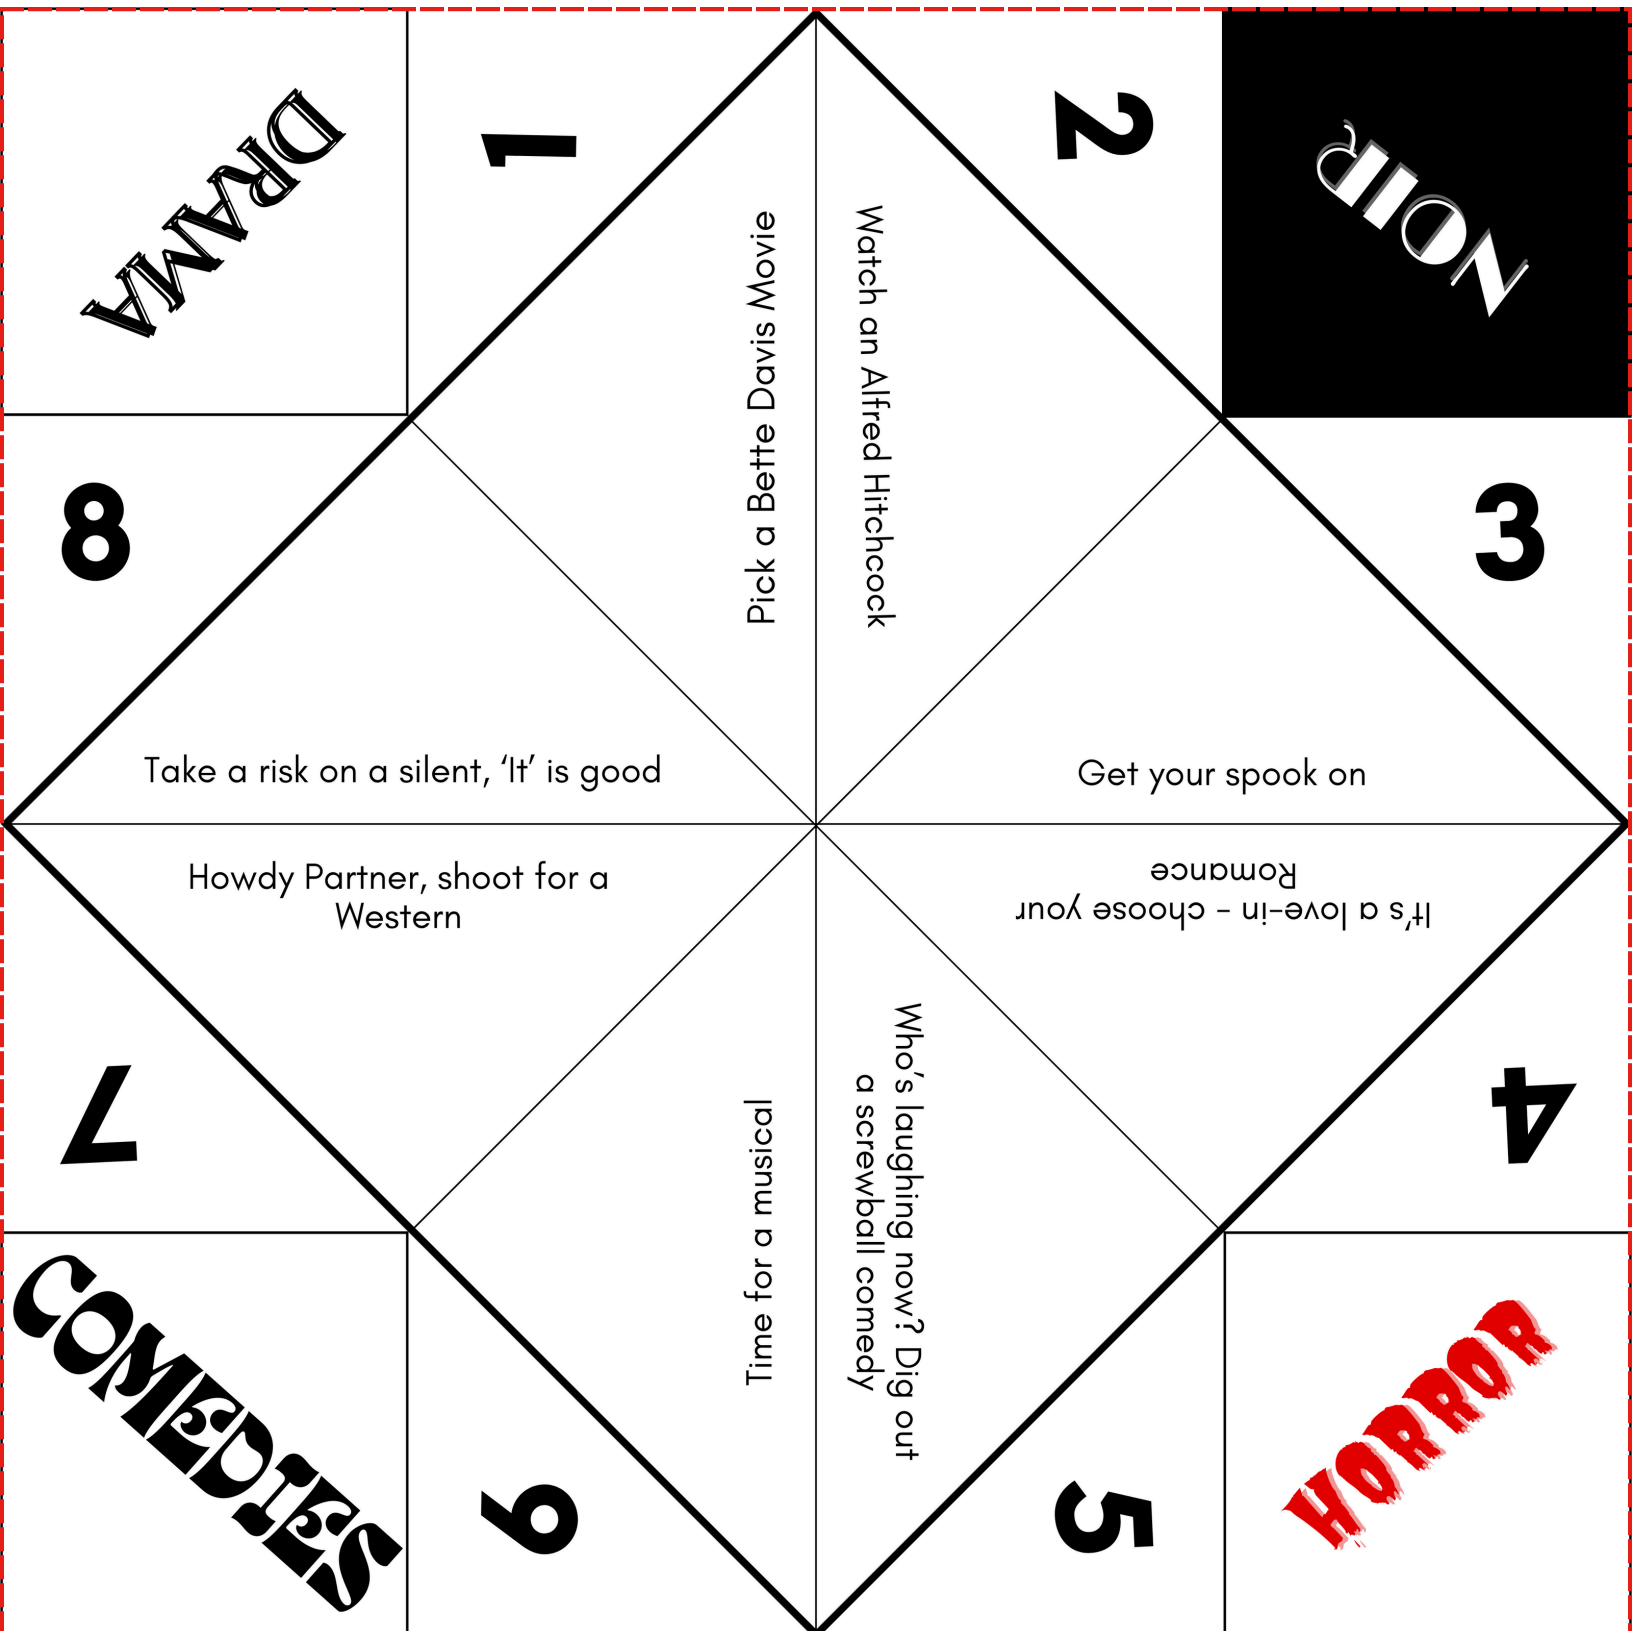 DRAMA
1
2
NOIR
Pick a Bette Davis Movie
Watch an Alfred Hitchcock
8
3
Take a risk on a silent, ‘It’ is good
Get your spook on
Howdy Partner, shoot for a
Western
It's a love-in - choose your
Romance
7
4
Time for a musical
Who's laughing now? Dig out
a screwball comedy
COMEDIES
6
5
HORROR